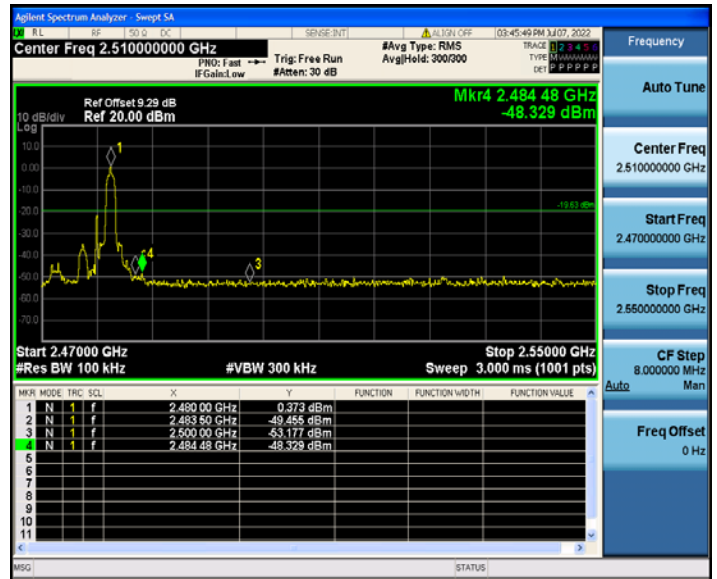 Agilent Spectrum Analyzer - Swept SA
RL RF 50 Ω DC SENSE:INT ALIGN OFF 03:45:49 PM Jul 07, 2022
Center Freq 2.510000000 GHz #Avg Type: RMS TRACE 1 2 3 4 5 6
PNO: Fast Trig: Free Run Avg|Hold: 300/300 TYPE M
IFGain:Low #Atten: 30 dB DET P P P P P P
Frequency
Auto Tune
Center Freq
2.510000000 GHz
Start Freq
2.470000000 GHz
Stop Freq
2.550000000 GHz
CF Step
8.000000 MHz
Auto Man
Freq Offset
0 Hz
Mkr4 2.484 48 GHz
-48.329 dBm
Ref Offset 9.29 dB
10 dB/div Ref 20.00 dBm
Log
10.0
0.00
-10.0
-20.0
-30.0
-40.0
-50.0
-60.0
-70.0
1
-19.63 dBm
4
3
Start 2.47000 GHz Stop 2.55000 GHz
#Res BW 100 kHz #VBW 300 kHz Sweep 3.000 ms (1001 pts)
MKR MODE TRC SCL X Y FUNCTION FUNCTION WIDTH FUNCTION VALUE
1 N 1 f 2.480 00 GHz 0.373 dBm
2 N 1 f 2.483 50 GHz -49.455 dBm
3 N 1 f 2.500 00 GHz -53.177 dBm
4 N 1 f 2.484 48 GHz -48.329 dBm
5
6
7
8
9
10
11
MSG STATUS